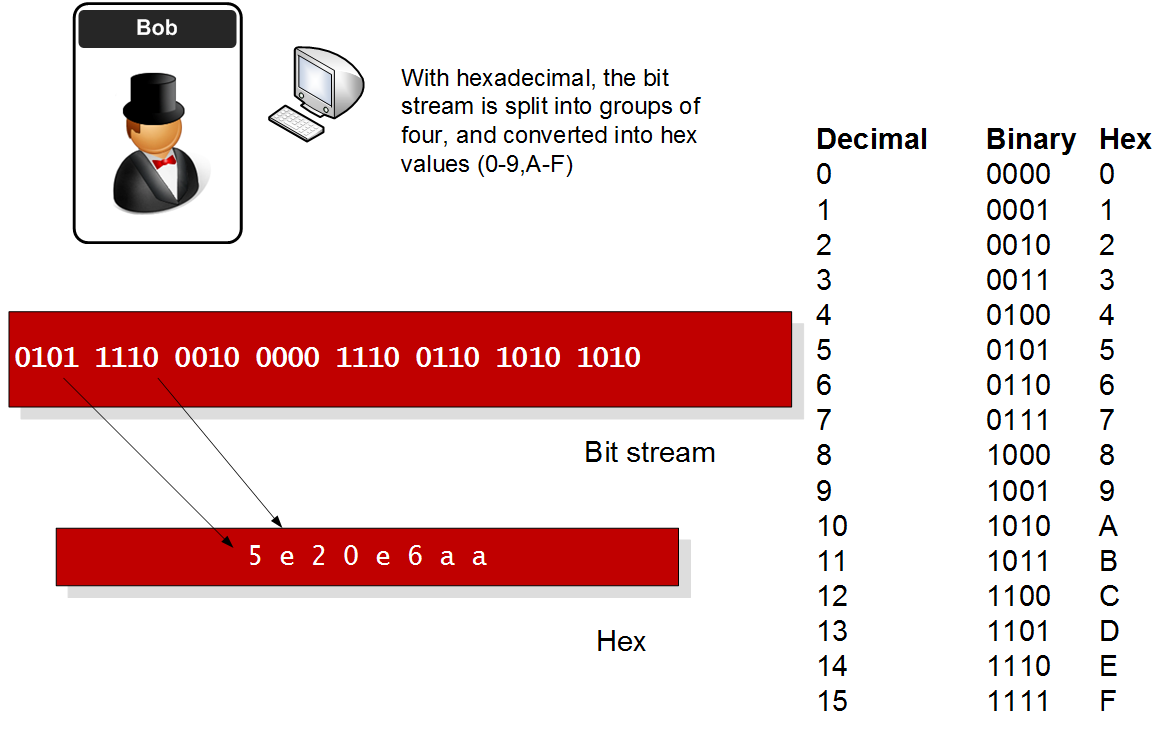 Bob
With hexadecimal, the bit
stream is split into groups of
four, and converted into hex
values (0-9,A-F)
0101 1110 0010 0000 1110 0110 1010 1010
Bit stream
5 e 2 0 e 6 a a
Hex
Decimal Binary Hex
0 0000 0
1 0001 1
2 0010 2
3 0011 3
4 0100 4
5 0101 5
6 0110 6
7 0111 7
8 1000 8
9 1001 9
10 1010 A
11 1011 B
12 1100 C
13 1101 D
14 1110 E
15 1111 F